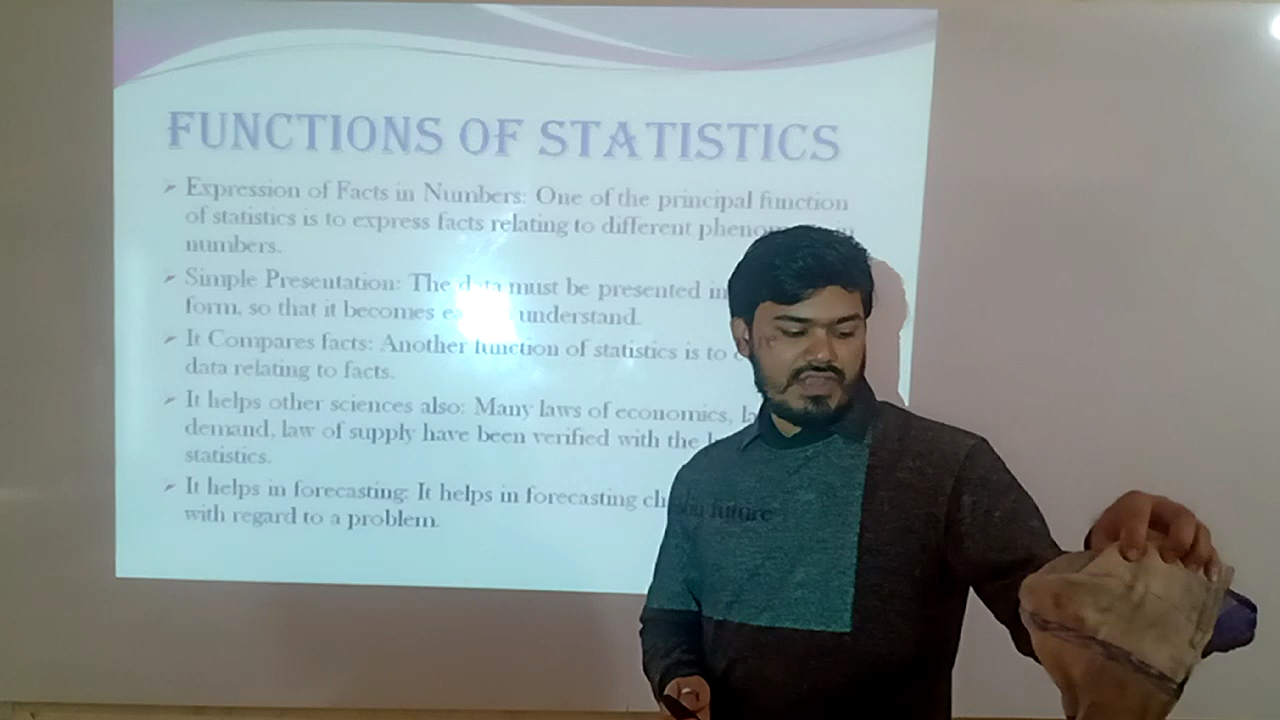 FUNCTIONS OF STATISTICS
Expression of Facts in Numbers: One of the principal function
of statistics is to express facts relating to different
numbers.
Simple Presentation: The data must be presented in
form, so that it becomes understand.
It Compares facts: Another function of statistics is to
data relating to facts.
It helps other sciences also: Many laws of economics,
demand, law of supply have been verified with the
statistics.
It helps in forecasting: It helps in forecasting future
with regard to a problem.